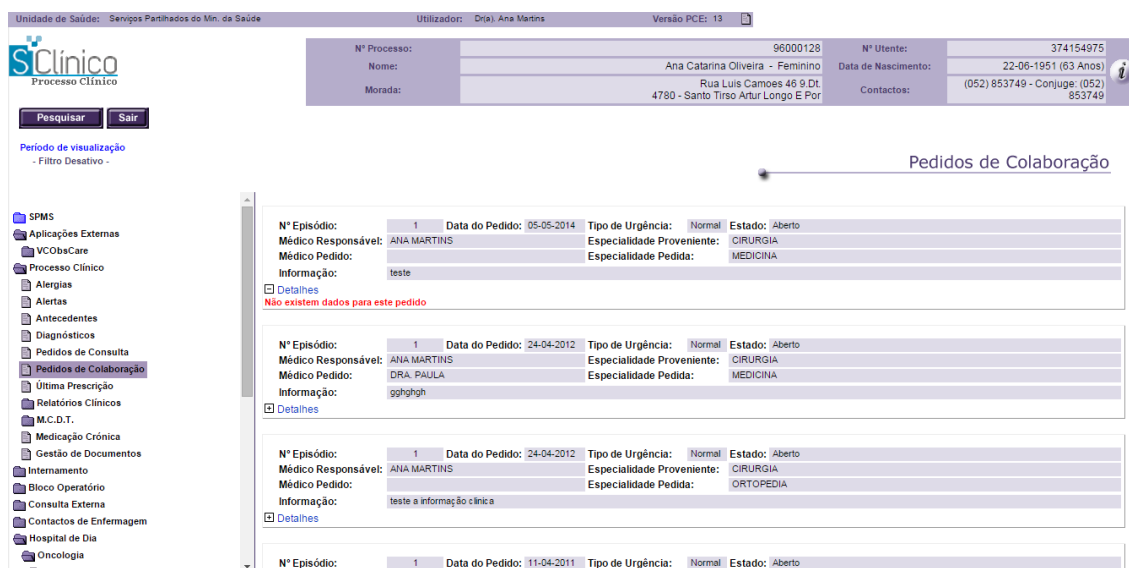 Unidade de Saúde: Serviços Partilhados do Min. da Saúde Utilizador: Dr(a). Ana Martins Versão PCE: 13
SClínico
Processo Clínico
Nº Processo: 96000128 Nº Utente: 374154975
Nome: Ana Catarina Oliveira - Feminino Data de Nascimento: 22-06-1951 (63 Anos)
Morada: Rua Luis Camoes 46 9.Dt.
4780 - Santo Tirso Artur Longo E Por
Contactos: (052) 853749 - Conjuge: (052)
853749
i
Pesquisar Sair
Período de visualização
- Filtro Desativo -
Pedidos de Colaboração
SPMS
Aplicações Externas
VCObsCare
Processo Clínico
Alergias
Alertas
Antecedentes
Diagnósticos
Pedidos de Consulta
Pedidos de Colaboração
Última Prescrição
Relatórios Clínicos
M.C.D.T.
Medicação Crónica
Gestão de Documentos
Internamento
Bloco Operatório
Consulta Externa
Contactos de Enfermagem
Hospital de Dia
Oncologia
Nº Episódio: 1 Data do Pedido: 05-05-2014 Tipo de Urgência: Normal Estado: Aberto
Médico Responsável: ANA MARTINS Especialidade Proveniente: CIRURGIA
Médico Pedido: Especialidade Pedida: MEDICINA
Informação: teste
Detalhes
Não existem dados para este pedido
Nº Episódio: 1 Data do Pedido: 24-04-2012 Tipo de Urgência: Normal Estado: Aberto
Médico Responsável: ANA MARTINS Especialidade Proveniente: CIRURGIA
Médico Pedido: DRA. PAULA Especialidade Pedida: MEDICINA
Informação: gghghgh
Detalhes
Nº Episódio: 1 Data do Pedido: 24-04-2012 Tipo de Urgência: Normal Estado: Aberto
Médico Responsável: ANA MARTINS Especialidade Proveniente: CIRURGIA
Médico Pedido: Especialidade Pedida: ORTOPEDIA
Informação: teste a informação clinica
Detalhes
Nº Episódio: 1 Data do Pedido: 11-04-2011 Tipo de Urgência: Normal Estado: Aberto